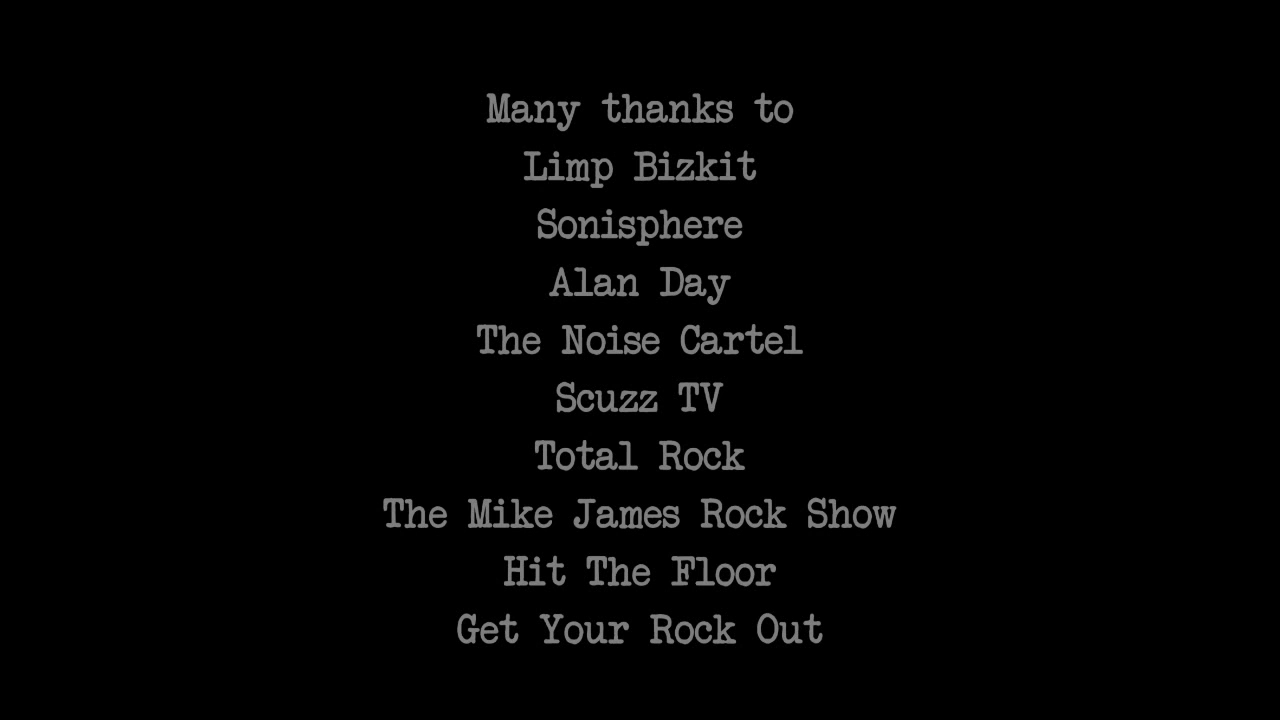 Many thanks to
Limp Bizkit
Sonisphere
Alan Day
The Noise Cartel
Scuzz TV
Total Rock
The Mike James Rock Show
Hit The Floor
Get Your Rock Out